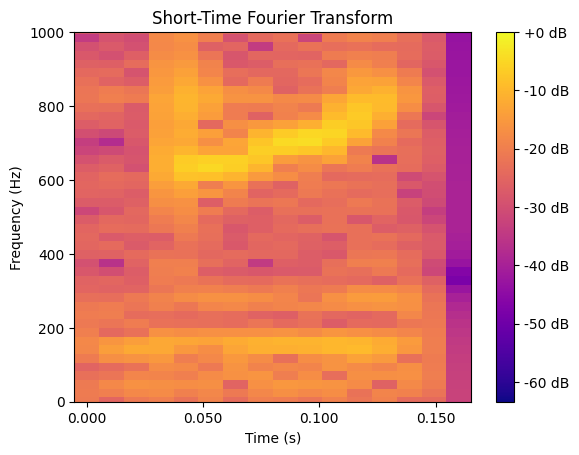 Short-Time Fourier Transform
1000
800
600
400
200
0
Frequency (Hz)
0.000
0.050
0.100
0.150
Time (s)
+0 dB
-10 dB
-20 dB
-30 dB
-40 dB
-50 dB
-60 dB